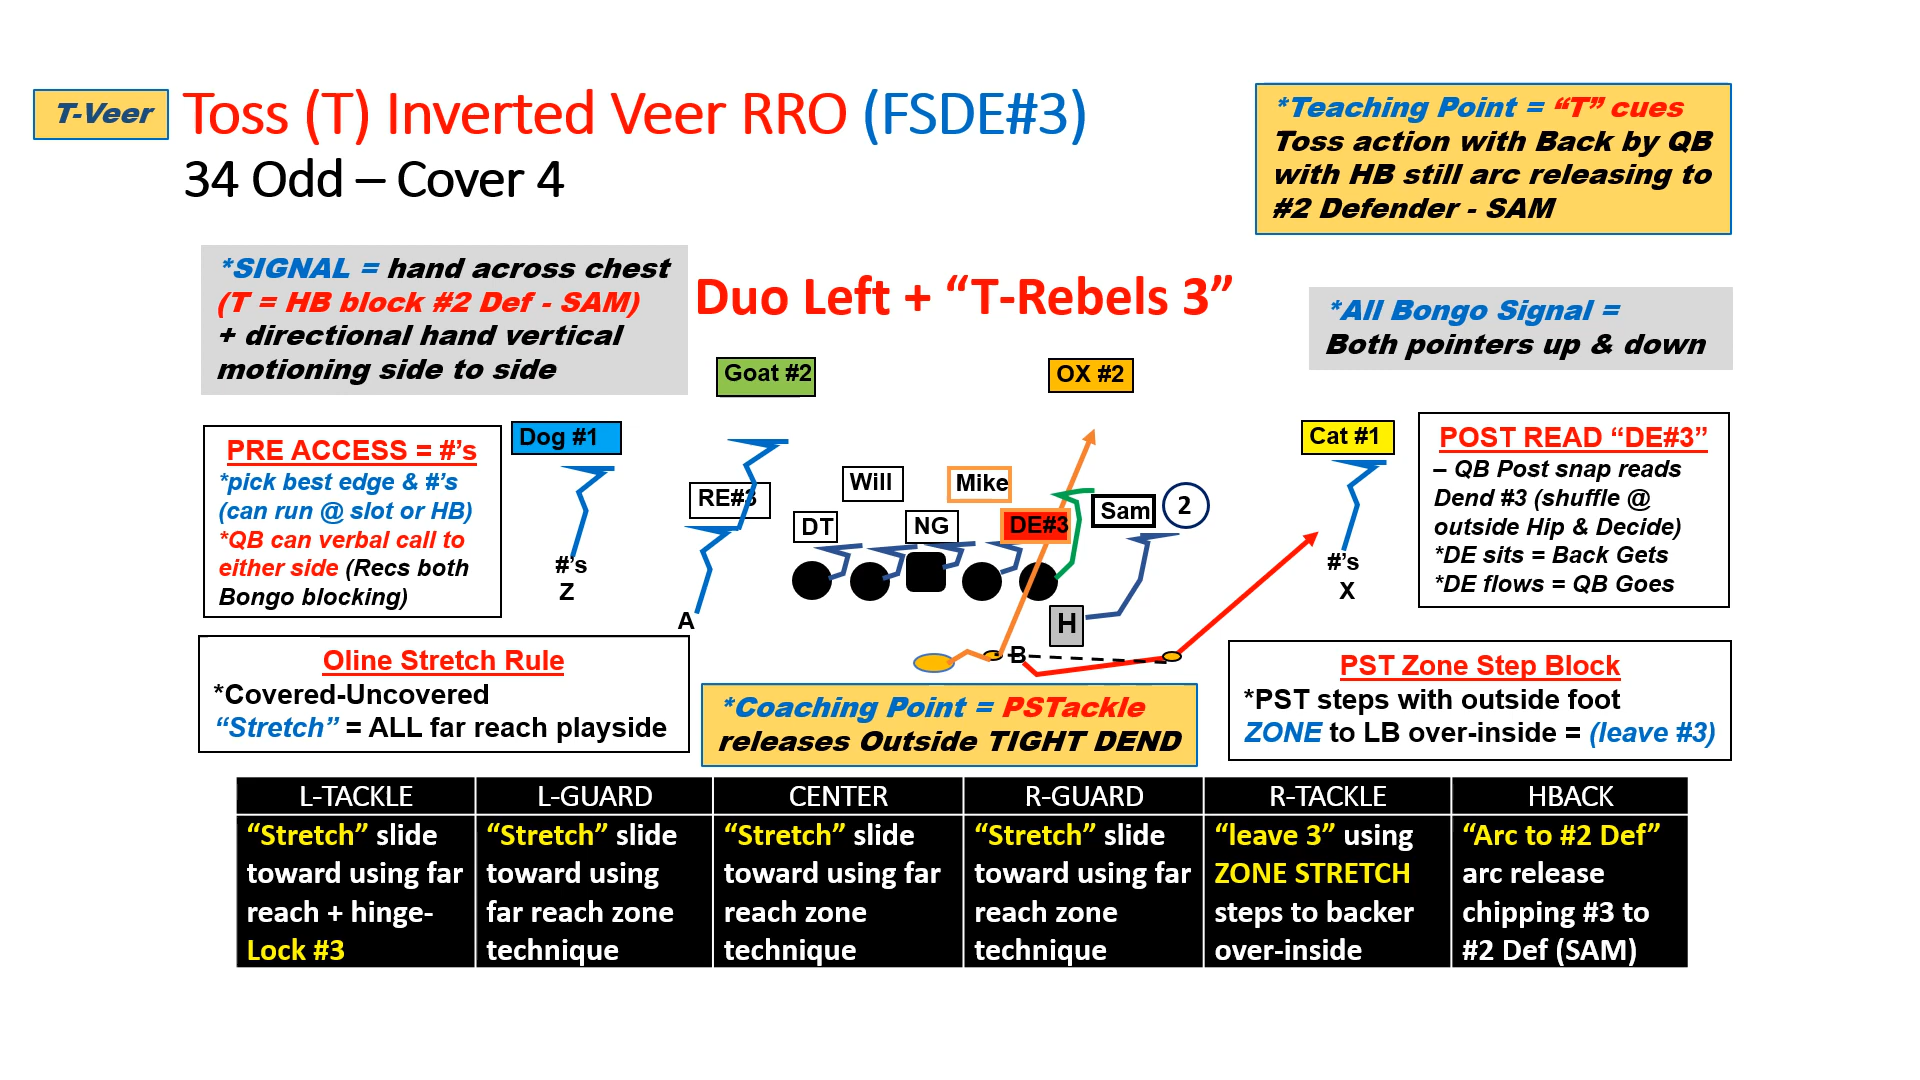 T-Veer
Toss (T) Inverted Veer RRO (FSDE#3)
34 Odd – Cover 4
*Teaching Point = “T” cues
Toss action with Back by QB
with HB still arc releasing to
#2 Defender - SAM
*SIGNAL = hand across chest
(T = HB block #2 Def - SAM)
+ directional hand vertical
motioning side to side
Duo Left + “T-Rebels 3”
*All Bongo Signal =
Both pointers up & down
Goat #2
OX #2
Dog #1
Cat #1
PRE ACCESS = #’s
*pick best edge & #’s
(can run @ slot or HB)
*QB can verbal call to
either side (Recs both
Bongo blocking)
POST READ “DE#3”
– QB Post snap reads
Dend #3 (shuffle @
outside Hip & Decide)
*DE sits = Back Gets
*DE flows = QB Goes
RE#3
Will
Mike
Sam
2
DT
NG
DE#3
#’s
Z
#’s
X
A
H
B
Oline Stretch Rule
*Covered-Uncovered
“Stretch” = ALL far reach playside
*Coaching Point = PSTackle
releases Outside TIGHT DEND
PST Zone Step Block
*PST steps with outside foot
ZONE to LB over-inside = (leave #3)
L-TACKLE
“Stretch” slide
toward using far
reach + hinge-
Lock #3
L-GUARD
“Stretch” slide
toward using
far reach zone
technique
CENTER
“Stretch” slide
toward using far
reach zone
technique
R-GUARD
“Stretch” slide
toward using far
reach zone
technique
R-TACKLE
“leave 3” using
ZONE STRETCH
steps to backer
over-inside
HBACK
“Arc to #2 Def”
arc release
chipping #3 to
#2 Def (SAM)